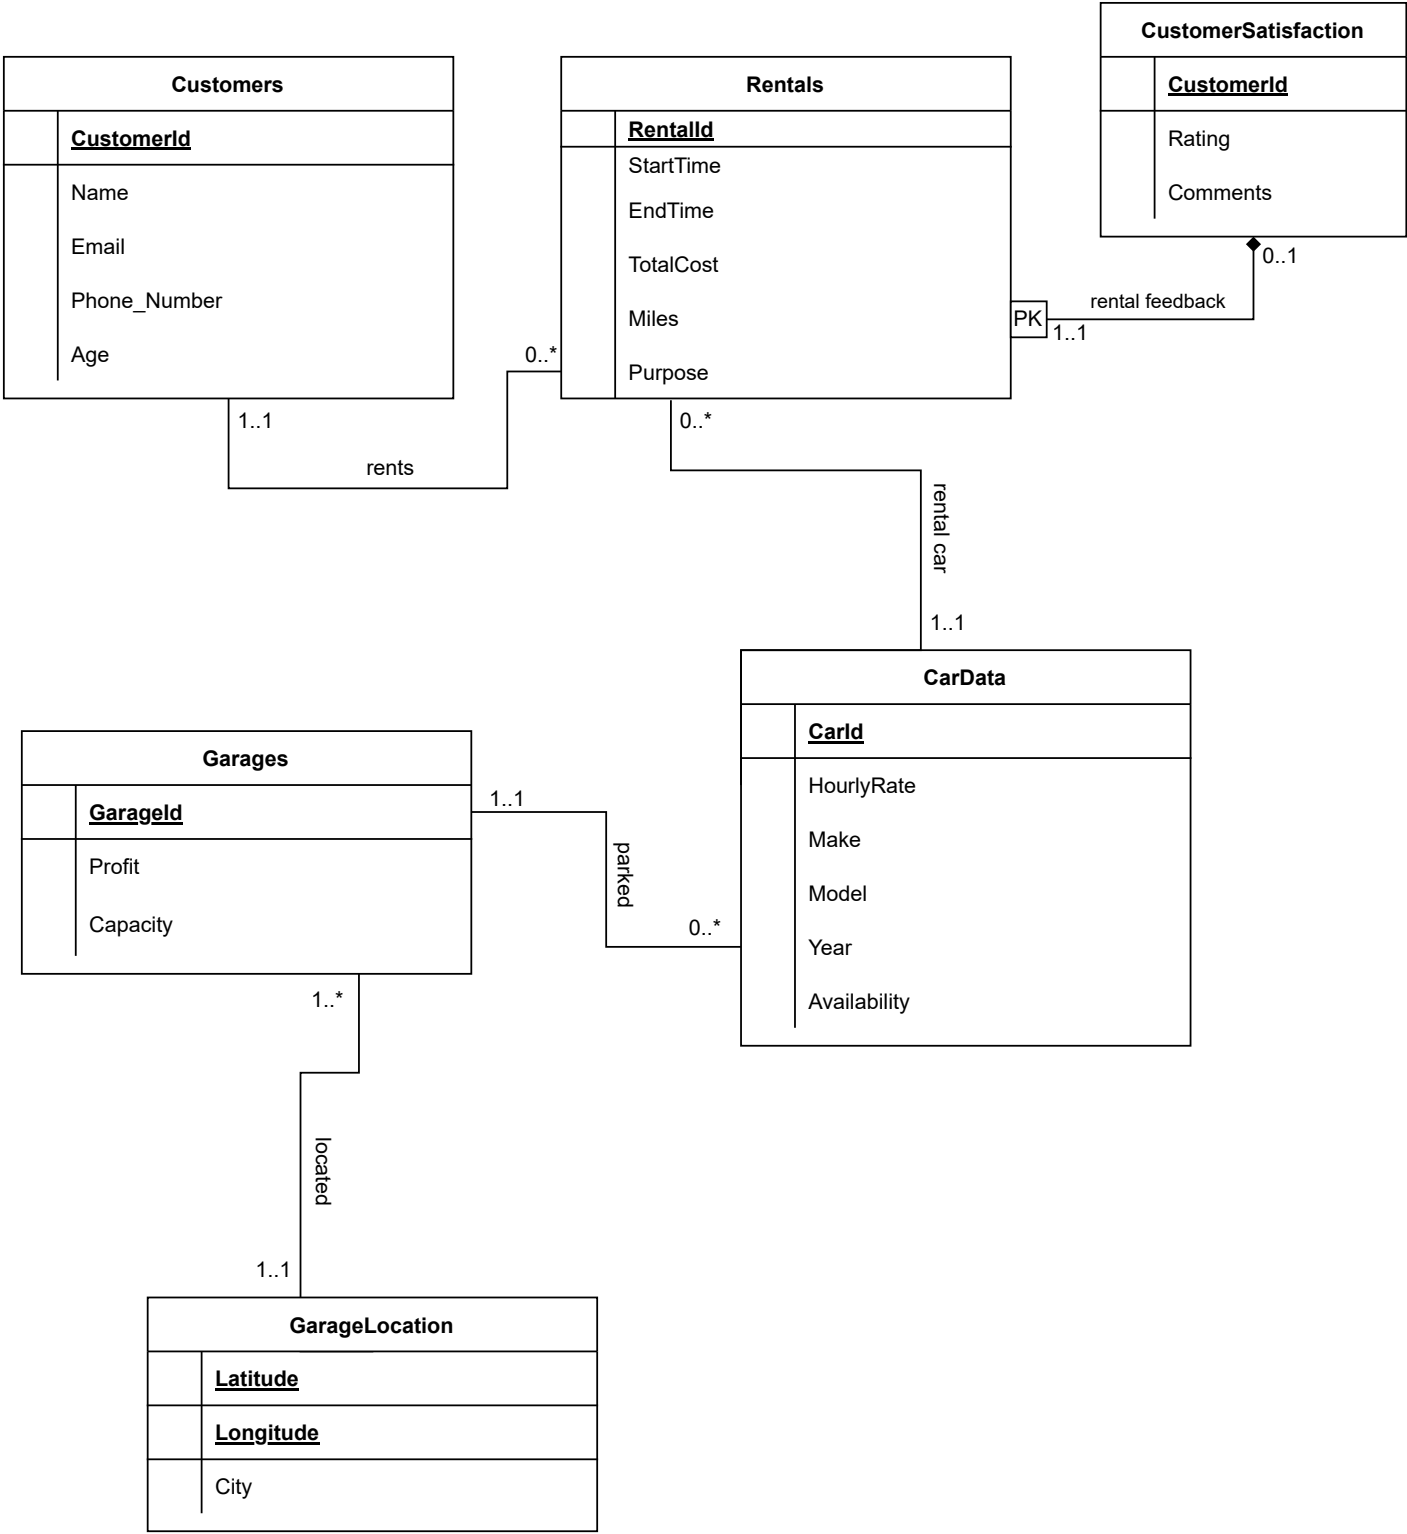 Customers
CustomerId
Name
Email
Phone_Number
Age
1..1
rents
0..*
Rentals
RentalId
StartTime
EndTime
TotalCost
Miles
Purpose
PK
1..1
rental feedback
0..1
CustomerSatisfaction
CustomerId
Rating
Comments
0..*
rental car
1..1
CarData
CarId
HourlyRate
Make
Model
Year
Availability
0..*
parked
1..1
Garages
GarageId
Profit
Capacity
1..*
located
1..1
GarageLocation
Latitude
Longitude
City